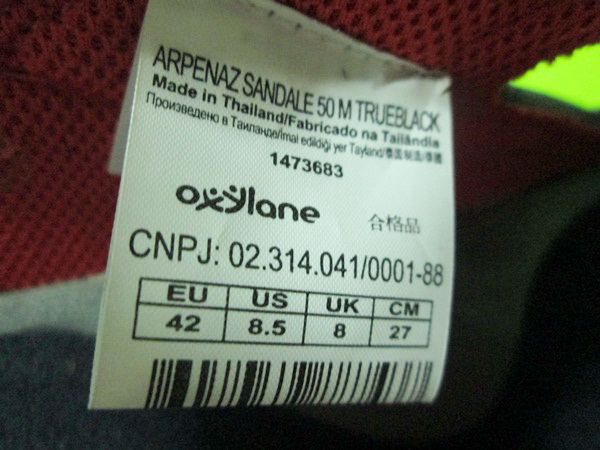 ARPENAZ SANDALE 50 M TRUEBLACK
Made in Thailand/Fabricado na Tailândia
Произведено в Таиланде/İmal edildiği yer Tayland/泰国制造/泰國
1473683
oxylane
合格品
CNPJ: 02.314.041/0001-88
EU US UK CM
42 8.5 8 27